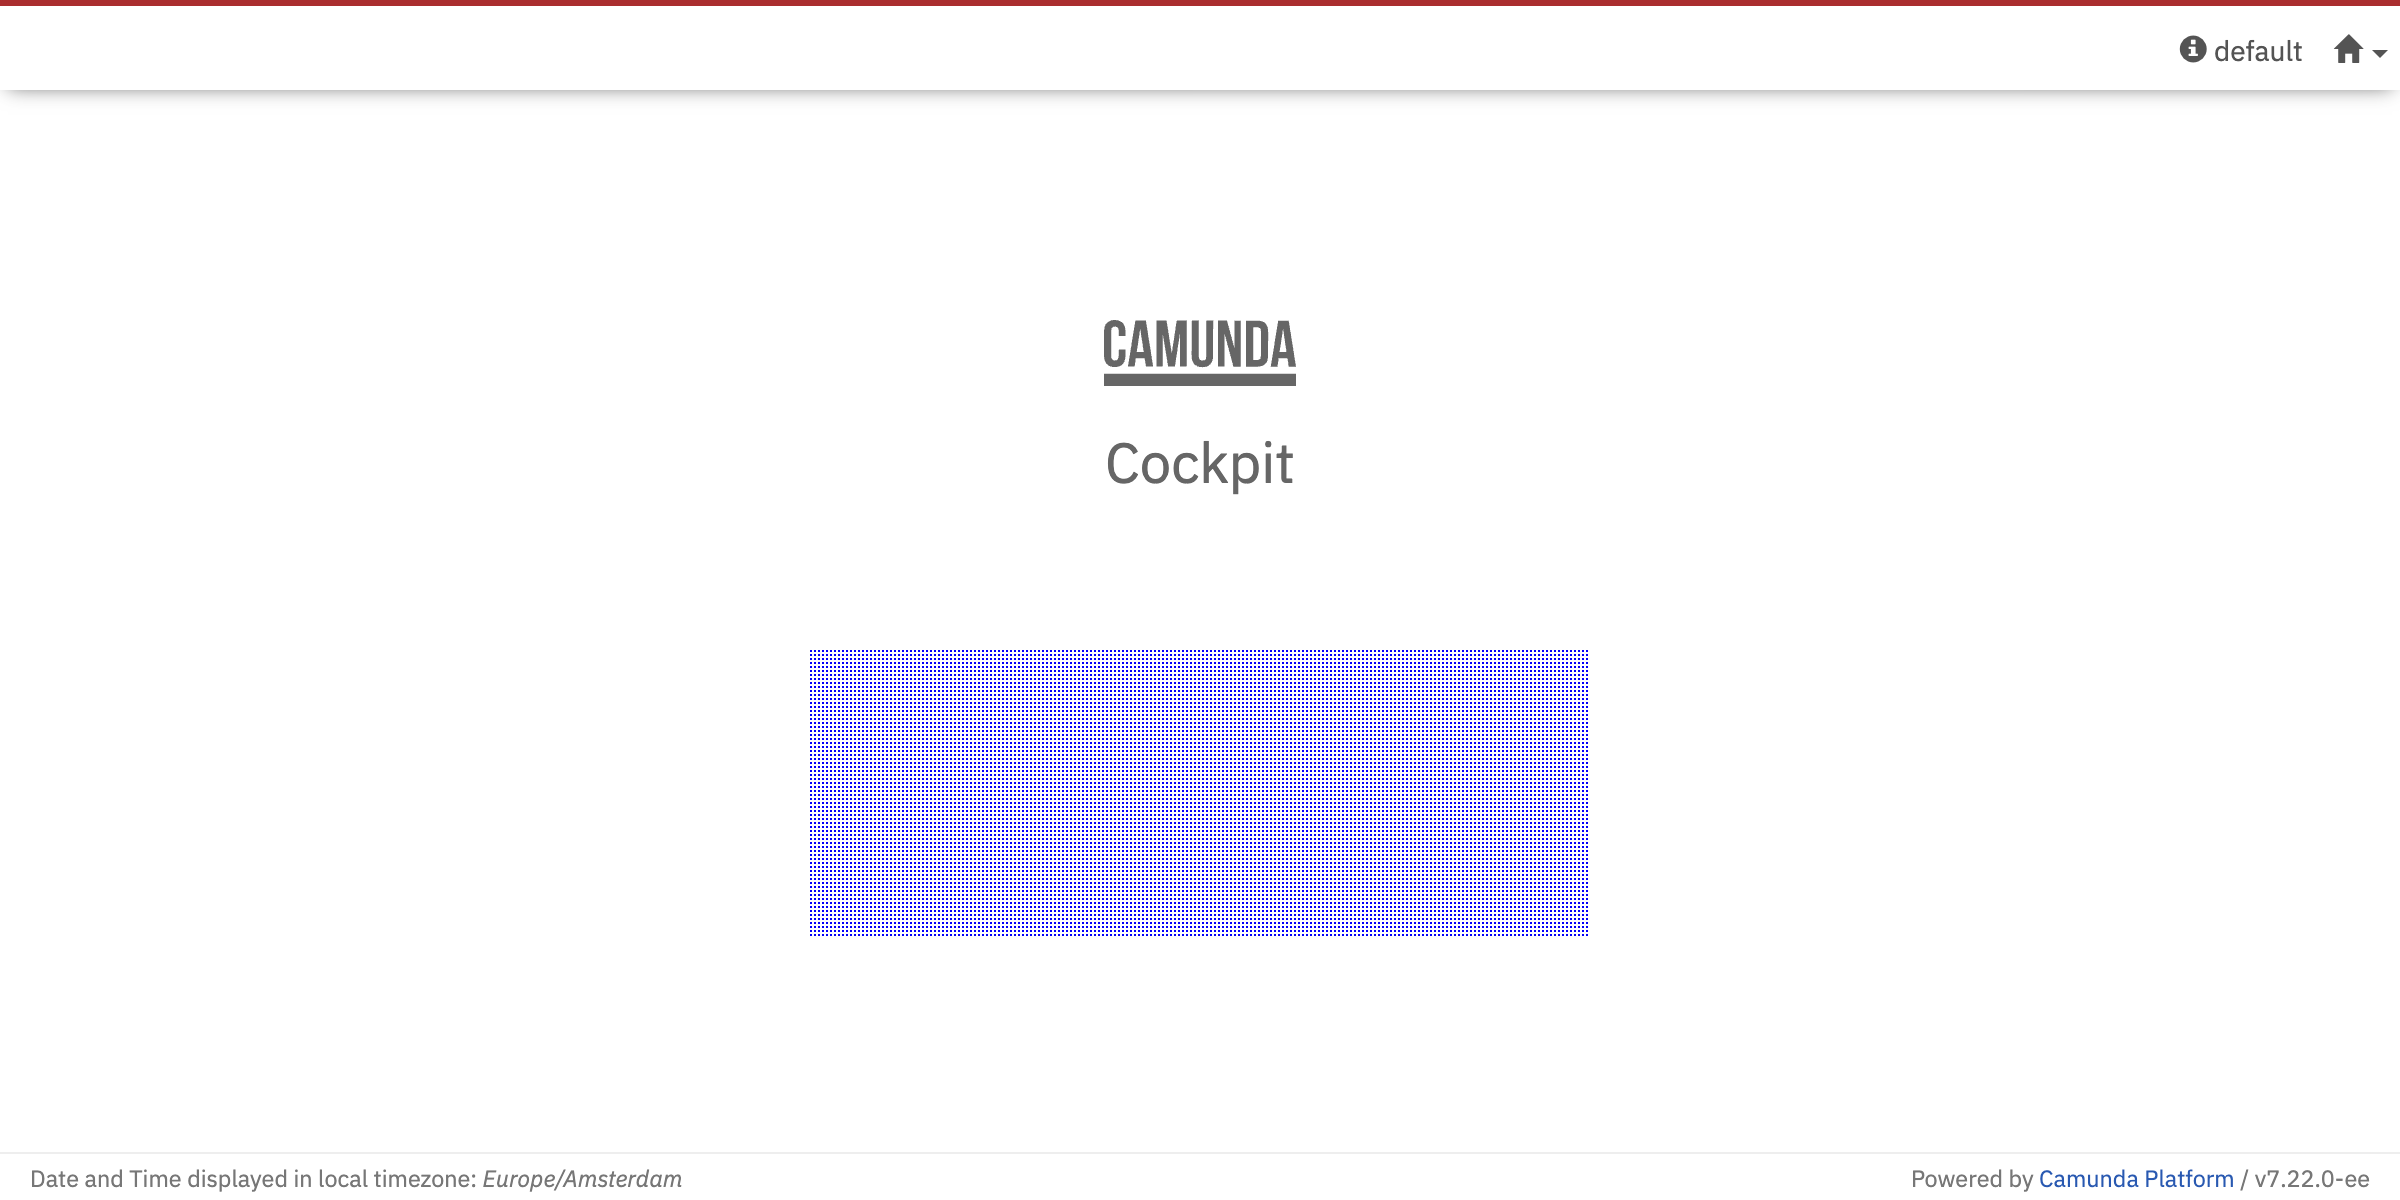 default
CAMUNDA
Cockpit
Date and Time displayed in local timezone: Europe/Amsterdam
Powered by Camunda Platform / v7.22.0-ee